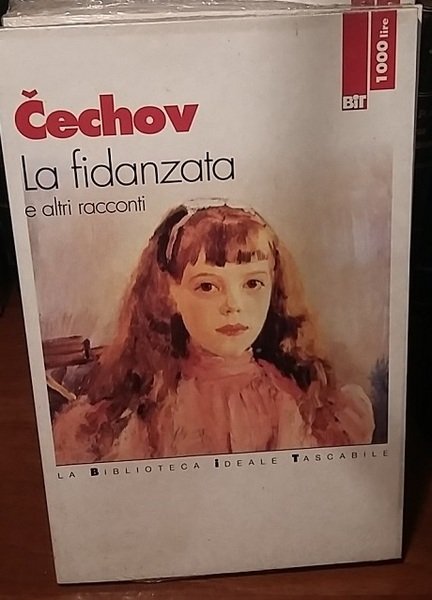 BiT
1000 lire
Čechov
La fidanzata
e altri racconti
LA BIBLIOTECA IDEALE TASCABILE